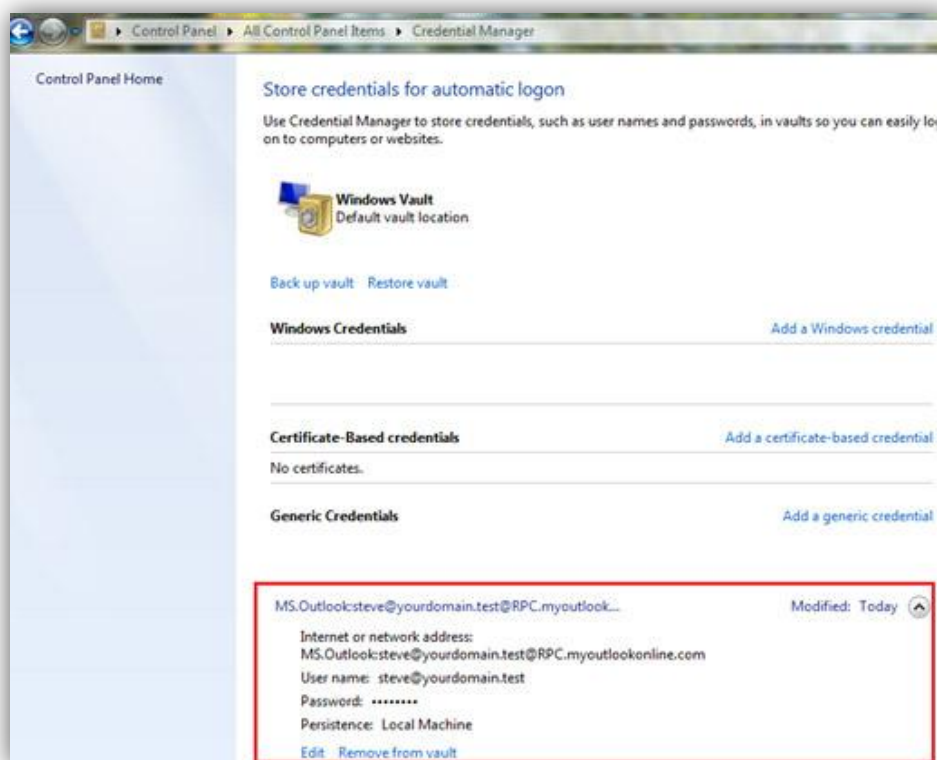 Control Panel ▸ All Control Panel Items ▸ Credential Manager
Control Panel Home
Store credentials for automatic logon
Use Credential Manager to store credentials, such as user names and passwords, in vaults so you can easily lo
on to computers or websites.
Windows Vault
Default vault location
Back up vault Restore vault
Windows Credentials Add a Windows credential
Certificate-Based credentials Add a certificate-based credential
No certificates.
Generic Credentials Add a generic credential
MS.Outlook:steve@yourdomain.test@RPC.myoutlook... Modified: Today
Internet or network address:
MS.Outlook:steve@yourdomain.test@RPC.myoutlookonline.com
User name: steve@yourdomain.test
Password: ••••••••
Persistence: Local Machine
Edit Remove from vault